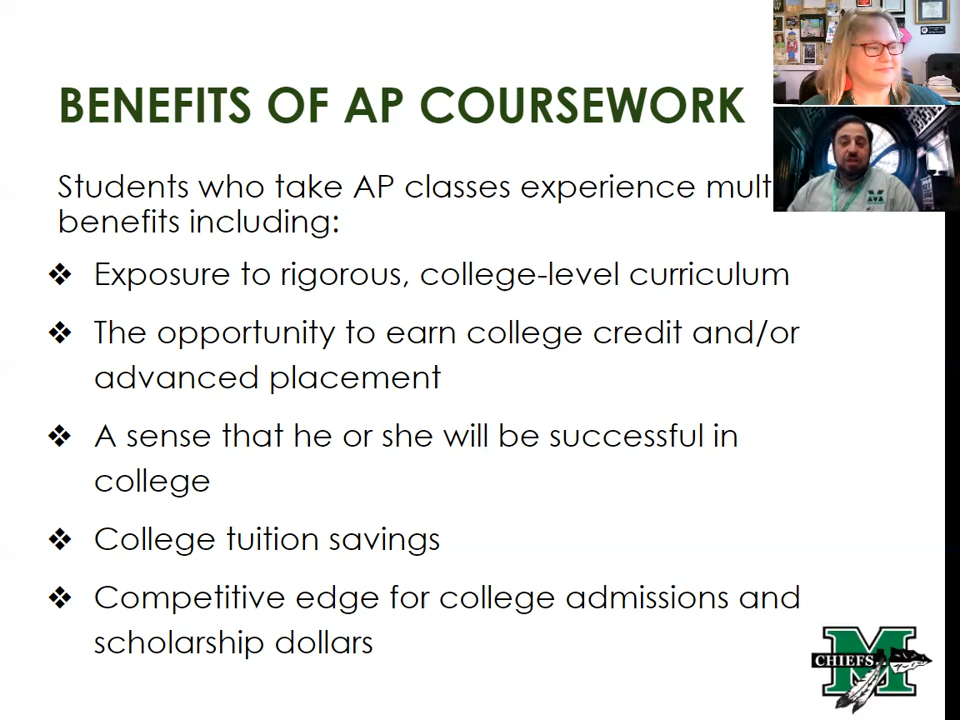 BENEFITS OF AP COURSEWORK
Students who take AP classes experience mult
benefits including:
❖ Exposure to rigorous, college-level curriculum
❖ The opportunity to earn college credit and/or
advanced placement
❖ A sense that he or she will be successful in
college
❖ College tuition savings
❖ Competitive edge for college admissions and
scholarship dollars
M
CHIEFS